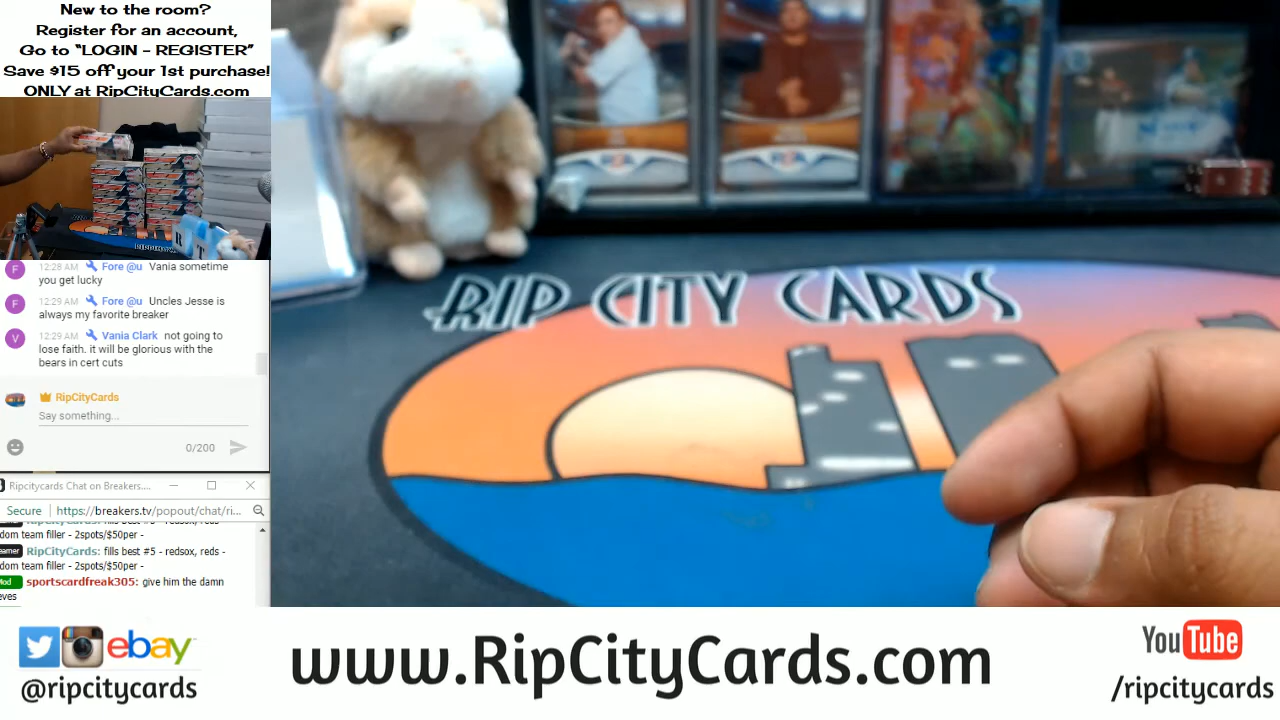 New to the room?
Register for an account,
Go to "LOGIN - REGISTER"
Save $15 off your 1st purchase!
ONLY at RipCityCards.com
12:28 AM Fore @u Vania sometime
you get lucky
12:29 AM Fore @u Uncles Jesse is
always my favorite breaker
12:29 AM Vania Clark not going to
lose faith. it will be glorious with the
bears in cert cuts
RipCityCards
Say something...
0/200
Ripcitycards Chat on Breakers....
Secure https://breakers.tv/popout/chat/ri...
RipCityCards: fills best #5 - redsox, reds -
dom team filler - 2spots/$50per -
eamer RipCityCards: fills best #5 - redsox, reds -
dom team filler - 2spots/$50per -
Mod sportscardfreak305: give him the damn
eves
RIP CITY CARDS
ebay
@ripcitycards
www.RipCityCards.com
YouTube
/ripcitycards